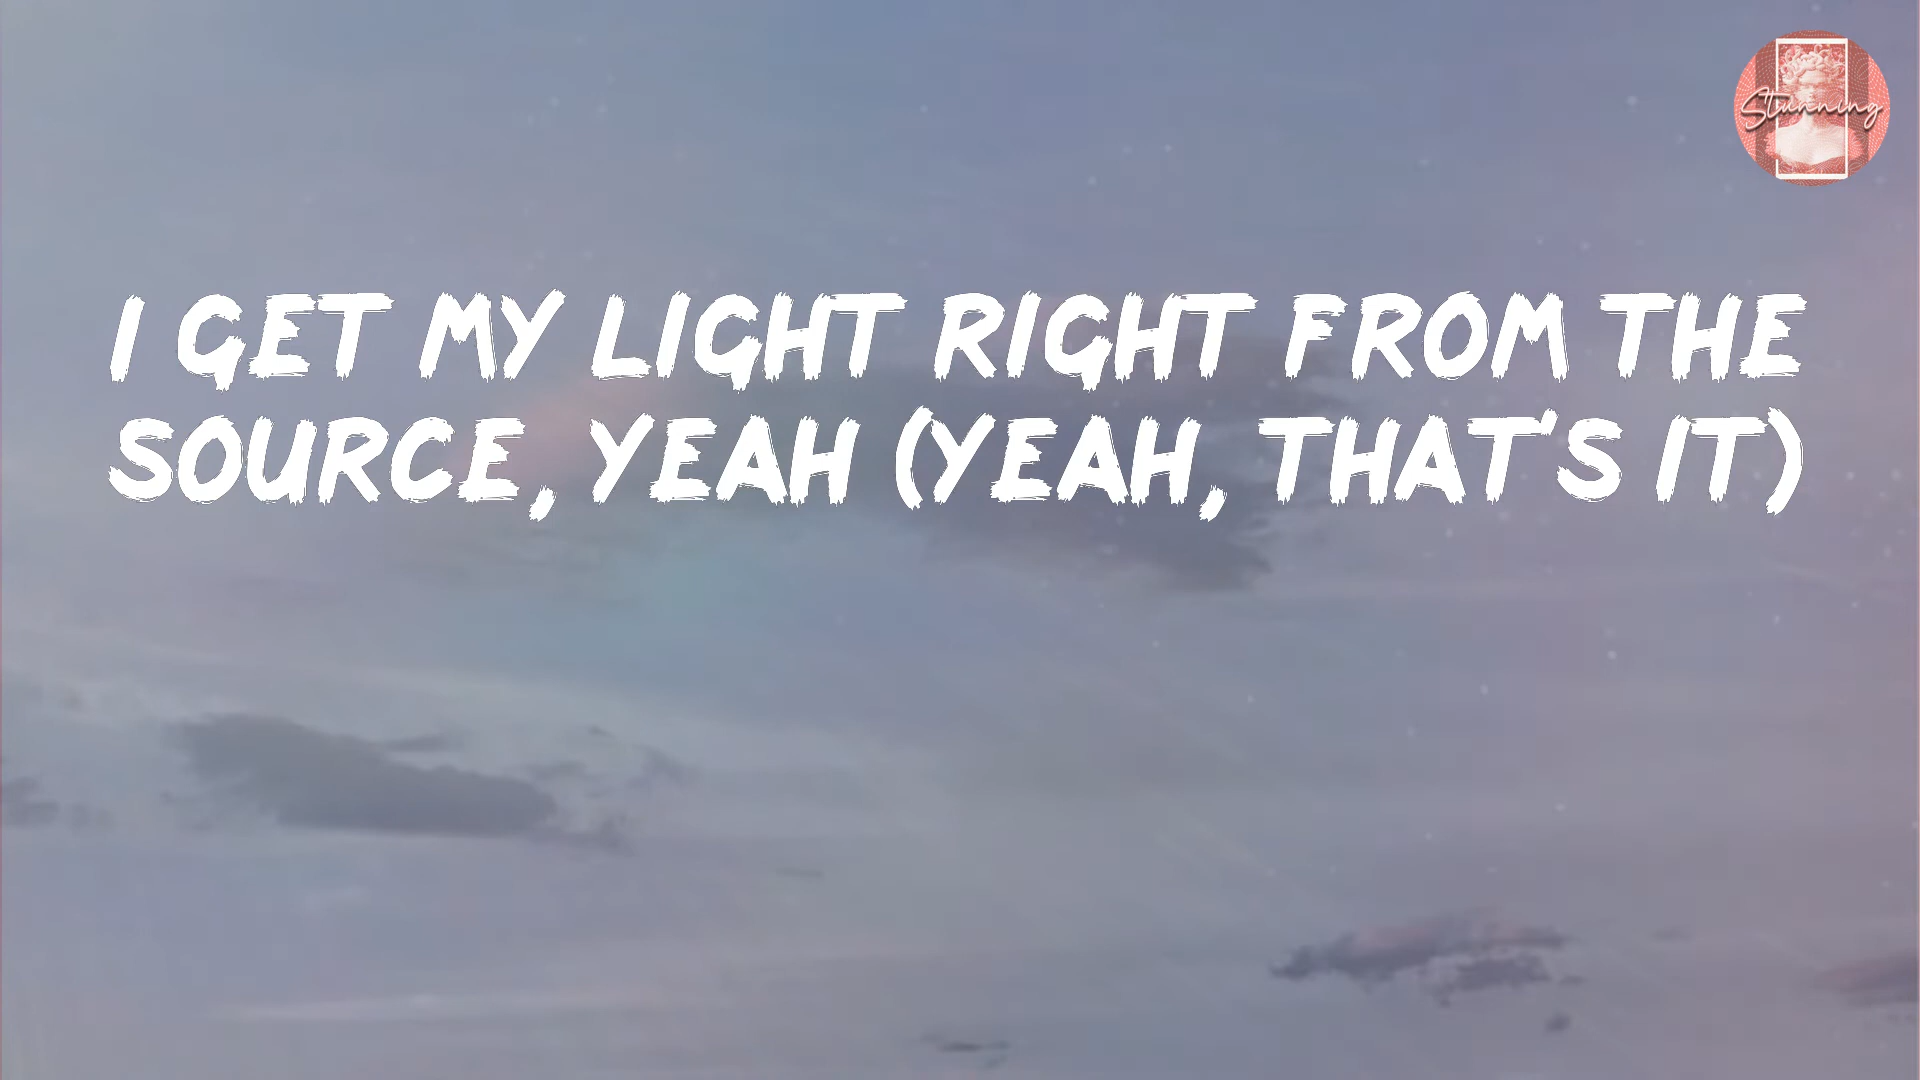 Stunning
I GET MY LIGHT RIGHT FROM THE
SOURCE, YEAH (YEAH, THAT'S IT)